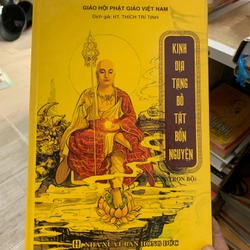 GIÁO HỘI PHẬT GIÁO VIỆT NAM
Dịch giả: HT. THÍCH TRÍ TỊNH
KINH
ĐỊA
TẠNG
BỒ
TÁT
BỔN
NGUYỆN
(TRỌN BỘ)
NHÀ XUẤT BẢN HỒNG ĐỨC